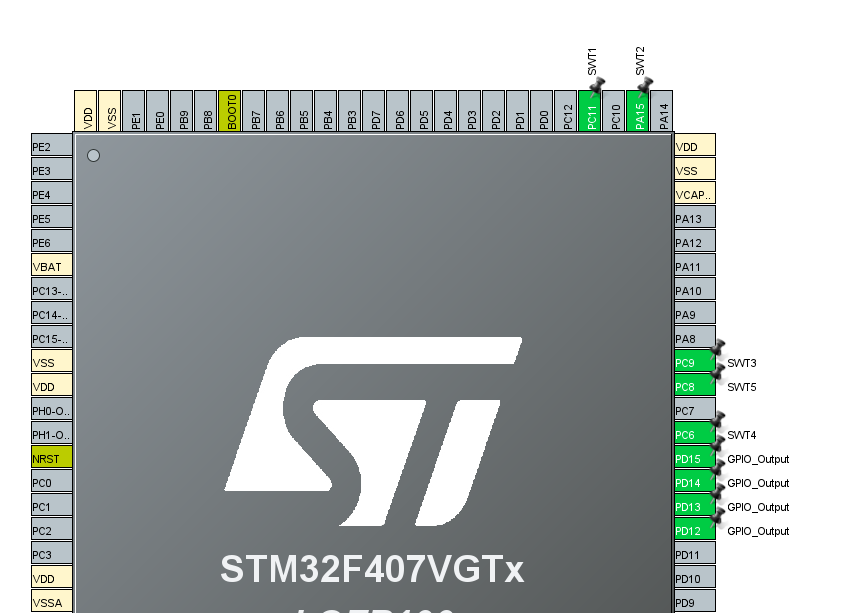 SWT1
SWT2
VDD
VSS
PE1
PE0
PB9
PB8
BOOT0
PB7
PB6
PB5
PB4
PB3
PD7
PD6
PD5
PD4
PD3
PD2
PD1
PD0
PC12
PC11
PC10
PA15
PA14
PE2
PE3
PE4
PE5
PE6
VBAT
PC13-..
PC14-..
PC15-..
VSS
VDD
PH0-O..
PH1-O..
NRST
PC0
PC1
PC2
PC3
VDD
VSSA
VDD
VSS
VCAP..
PA13
PA12
PA11
PA10
PA9
PA8
PC9 SWT3
PC8 SWT5
PC7
PC6 SWT4
PD15 GPIO_Output
PD14 GPIO_Output
PD13 GPIO_Output
PD12 GPIO_Output
PD11
PD10
PD9
STM32F407VGTx